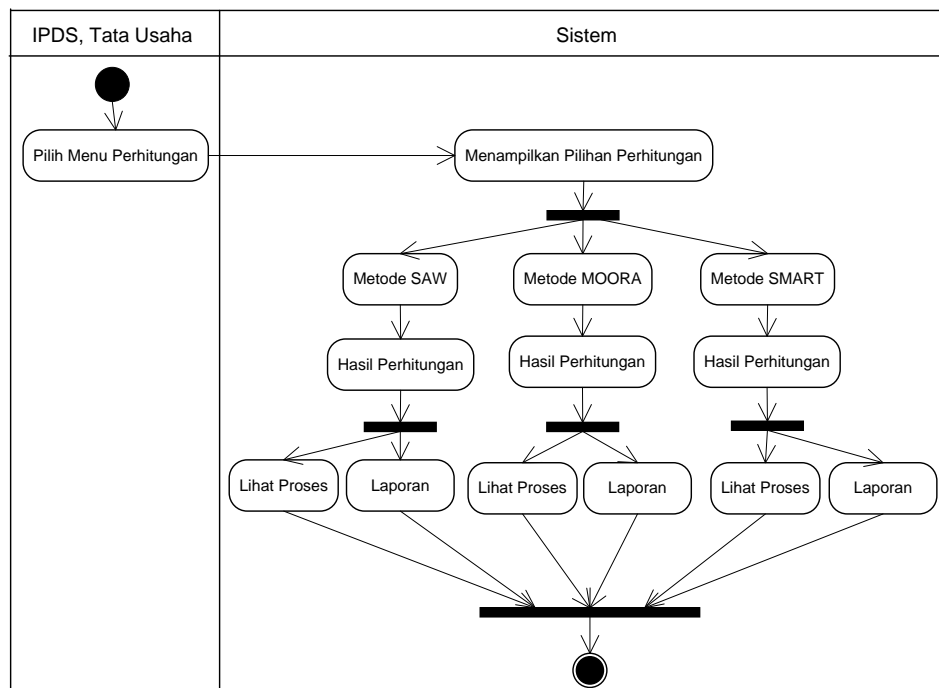 IPDS, Tata Usaha
Sistem
Pilih Menu Perhitungan
Menampilkan Pilihan Perhitungan
Metode SAW
Metode MOORA
Metode SMART
Hasil Perhitungan
Hasil Perhitungan
Hasil Perhitungan
Lihat Proses
Laporan
Lihat Proses
Laporan
Lihat Proses
Laporan